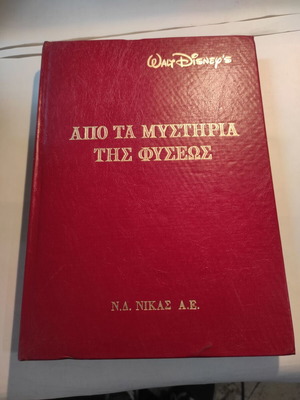 WALT DISNEY'S
ΑΠΟ ΤΑ ΜΥΣΤΗΡΙΑ
ΤΗΣ ΦΥΣΕΩΣ
Ν.Δ. ΝΙΚΑΣ Α.Ε.